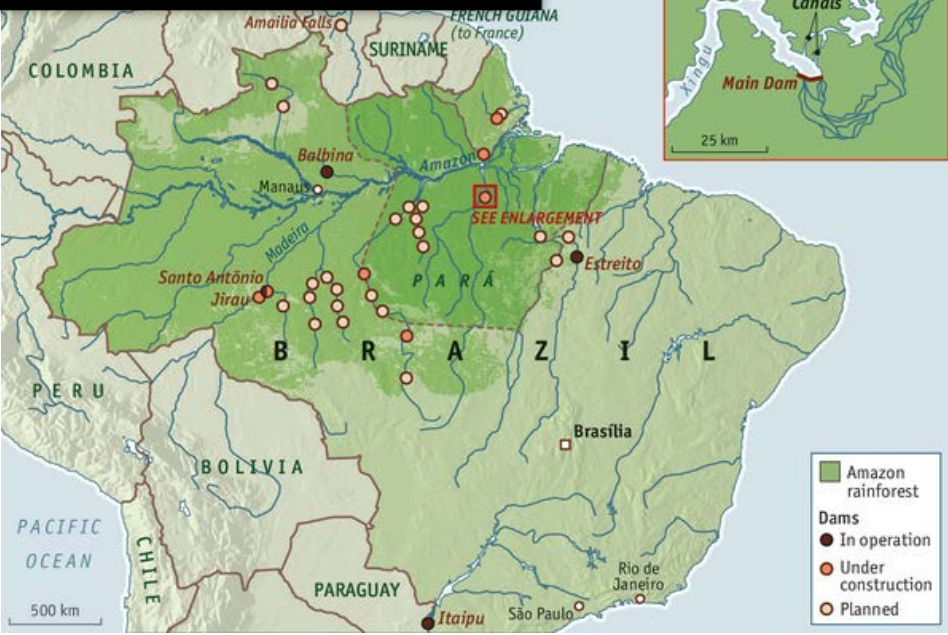 Amailia Falls
FRENCH GUIANA
(to France)
SURINAME
COLOMBIA
Canals
Xingu
Main Dam
25 km
Balbina
Manaus
Amazon
SEE ENLARGEMENT
Madeira
Santo Antônio
Jirau
PARÁ
Estreito
BRAZIL
PERU
Brasília
BOLIVIA
PACIFIC
OCEAN
CHILE
PARAGUAY
Rio de
Janeiro
São Paulo
Itaipu
500 km
Amazon
rainforest
Dams
In operation
Under
construction
Planned